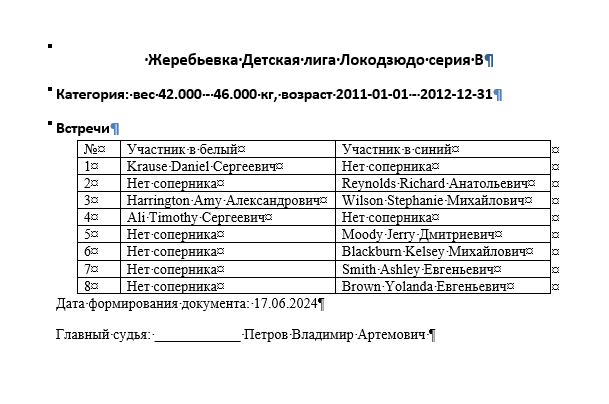 Жеребьевка Детская лига Локодзюдо серия В
Категория: вес 42.000 - 46.000 кг, возраст 2011-01-01 - 2012-12-31
Встречи
№ Участник в белый Участник в синий
1 Krause Daniel Сергеевич Нет соперника
2 Нет соперника Reynolds Richard Анатольевич
3 Harrington Amy Александрович Wilson Stephanie Михайлович
4 Ali Timothy Сергеевич Нет соперника
5 Нет соперника Moody Jerry Дмитриевич
6 Нет соперника Blackburn Kelsey Михайлович
7 Нет соперника Smith Ashley Евгеньевич
8 Нет соперника Brown Yolanda Евгеньевич
Дата формирования документа: 17.06.2024
Главный судья: ____________ Петров Владимир Артемович